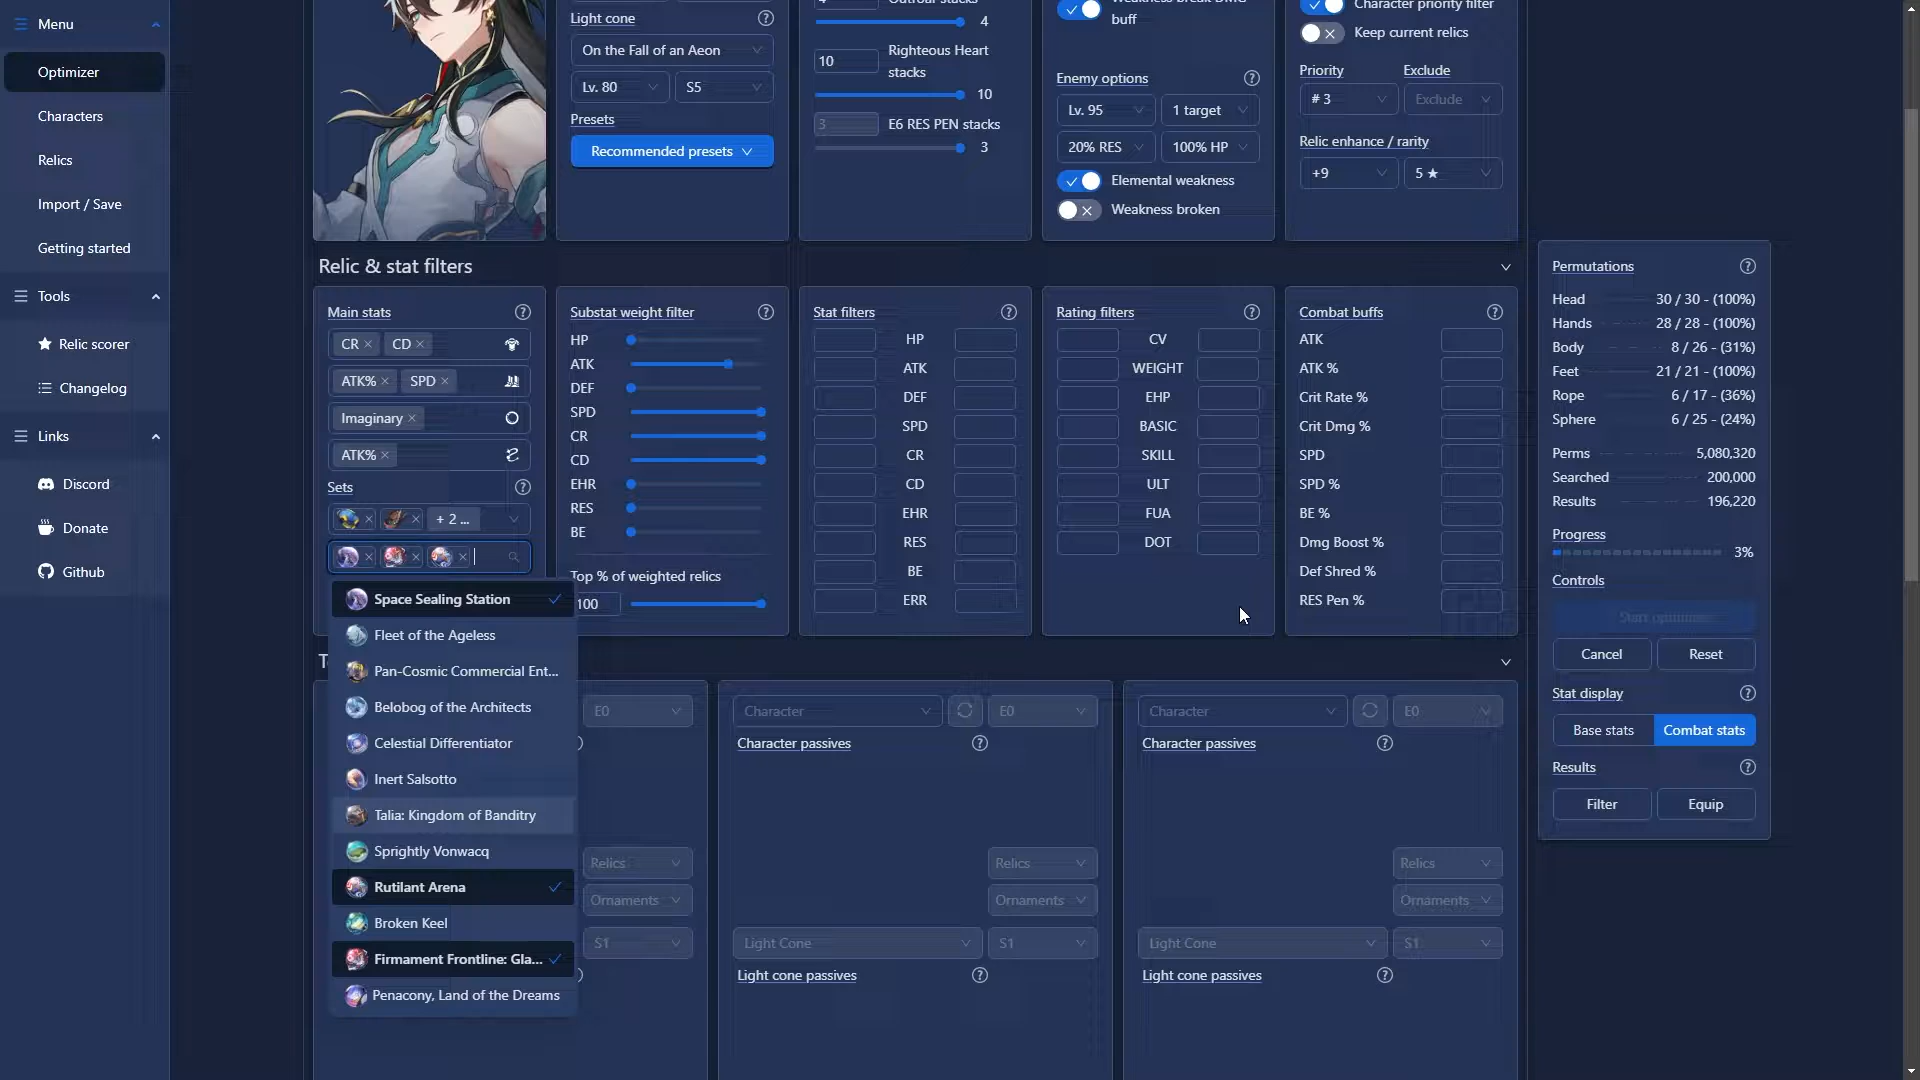 Menu
Optimizer
Characters
Relics
Import / Save
Getting started
Tools
Relic scorer
Changelog
Links
Discord
Donate
Github
Light cone
On the Fall of an Aeon
Lv. 80
S5
Presets
Recommended presets
4
10
Righteous Heart
stacks
10
3
E6 RES PEN stacks
3
buff
Enemy options
Lv. 95
1 target
20% RES
100% HP
Elemental weakness
Weakness broken
Character priority filter
Keep current relics
Priority
Exclude
# 3
Exclude
Relic enhance / rarity
+9
5 ★
Relic & stat filters
Main stats
CR
CD
ATK%
SPD
Imaginary
ATK%
Sets
+ 2 ...
Space Sealing Station
Fleet of the Ageless
Pan-Cosmic Commercial Ent...
Belobog of the Architects
Celestial Differentiator
Inert Salsotto
Talia: Kingdom of Banditry
Sprightly Vonwacq
Rutilant Arena
Broken Keel
Firmament Frontline: Gla...
Penacony, Land of the Dreams
Substat weight filter
HP
ATK
DEF
SPD
CR
CD
EHR
RES
BE
Top % of weighted relics
100
Stat filters
HP
ATK
DEF
SPD
CR
CD
EHR
RES
BE
ERR
Rating filters
CV
WEIGHT
EHP
BASIC
SKILL
ULT
FUA
DOT
Combat buffs
ATK
ATK %
Crit Rate %
Crit Dmg %
SPD
SPD %
BE %
Dmg Boost %
Def Shred %
RES Pen %
E0
Relics
Ornaments
S1
Character
E0
Character passives
Relics
Ornaments
Light Cone
S1
Light cone passives
Character
E0
Character passives
Relics
Ornaments
Light Cone
S1
Light cone passives
Permutations
Head 30 / 30 - (100%)
Hands 28 / 28 - (100%)
Body 8 / 26 - (31%)
Feet 21 / 21 - (100%)
Rope 6 / 17 - (36%)
Sphere 6 / 25 - (24%)
Perms 5,080,320
Searched 200,000
Results 196,220
Progress
3%
Controls
Cancel
Reset
Stat display
Base stats
Combat stats
Results
Filter
Equip